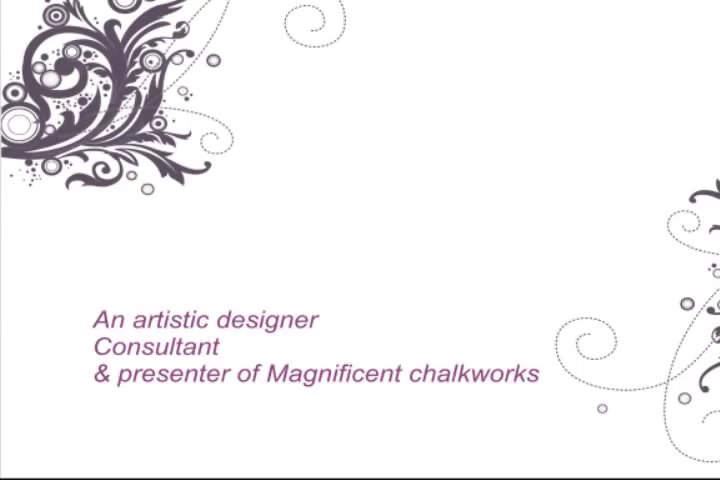 An artistic designer
Consultant
& presenter of Magnificent chalkworks